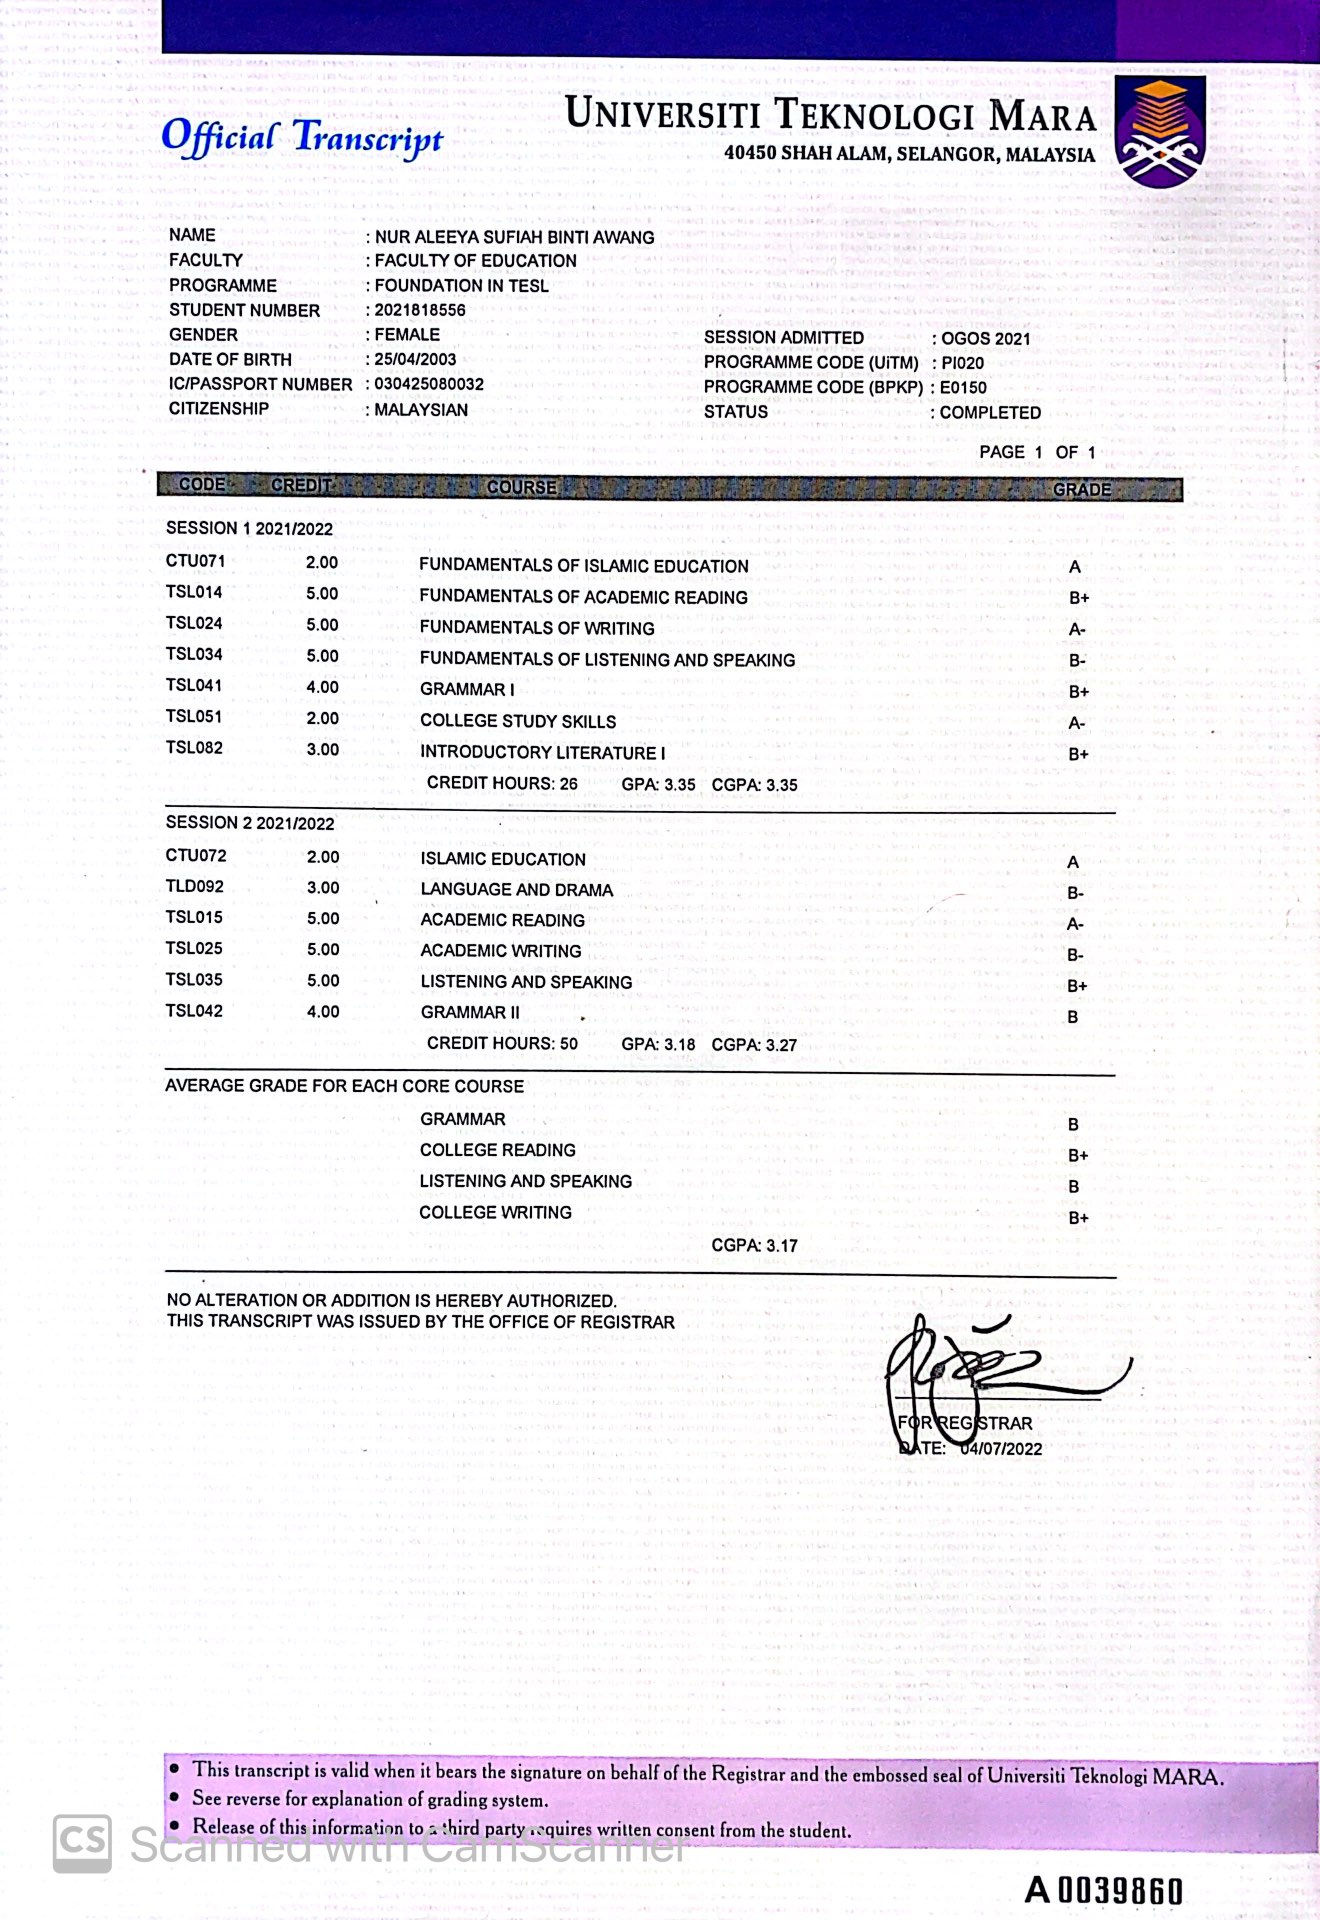 Official Transcript
UNIVERSITI TEKNOLOGI MARA
40450 SHAH ALAM, SELANGOR, MALAYSIA
NAME : NUR ALEEYA SUFIAH BINTI AWANG
FACULTY : FACULTY OF EDUCATION
PROGRAMME : FOUNDATION IN TESL
STUDENT NUMBER : 2021818556
GENDER : FEMALE SESSION ADMITTED : OGOS 2021
DATE OF BIRTH : 25/04/2003 PROGRAMME CODE (UiTM) : PI020
IC/PASSPORT NUMBER : 030425080032 PROGRAMME CODE (BPKP) : E0150
CITIZENSHIP : MALAYSIAN STATUS : COMPLETED
PAGE 1 OF 1
CODE CREDIT COURSE GRADE
SESSION 1 2021/2022
CTU071 2.00 FUNDAMENTALS OF ISLAMIC EDUCATION A
TSL014 5.00 FUNDAMENTALS OF ACADEMIC READING B+
TSL024 5.00 FUNDAMENTALS OF WRITING A-
TSL034 5.00 FUNDAMENTALS OF LISTENING AND SPEAKING B-
TSL041 4.00 GRAMMAR I B+
TSL051 2.00 COLLEGE STUDY SKILLS A-
TSL082 3.00 INTRODUCTORY LITERATURE I B+
CREDIT HOURS: 26 GPA: 3.35 CGPA: 3.35
SESSION 2 2021/2022
CTU072 2.00 ISLAMIC EDUCATION A
TLD092 3.00 LANGUAGE AND DRAMA B-
TSL015 5.00 ACADEMIC READING A-
TSL025 5.00 ACADEMIC WRITING B-
TSL035 5.00 LISTENING AND SPEAKING B+
TSL042 4.00 GRAMMAR II B
CREDIT HOURS: 50 GPA: 3.18 CGPA: 3.27
AVERAGE GRADE FOR EACH CORE COURSE
GRAMMAR B
COLLEGE READING B+
LISTENING AND SPEAKING B
COLLEGE WRITING B+
CGPA: 3.17
NO ALTERATION OR ADDITION IS HEREBY AUTHORIZED.
THIS TRANSCRIPT WAS ISSUED BY THE OFFICE OF REGISTRAR
FOR REGISTRAR
DATE: 04/07/2022
• This transcript is valid when it bears the signature on behalf of the Registrar and the embossed seal of Universiti Teknologi MARA.
• See reverse for explanation of grading system.
• Release of this information to a third party requires written consent from the student.
CS Scanned with CamScanner
A 0039860